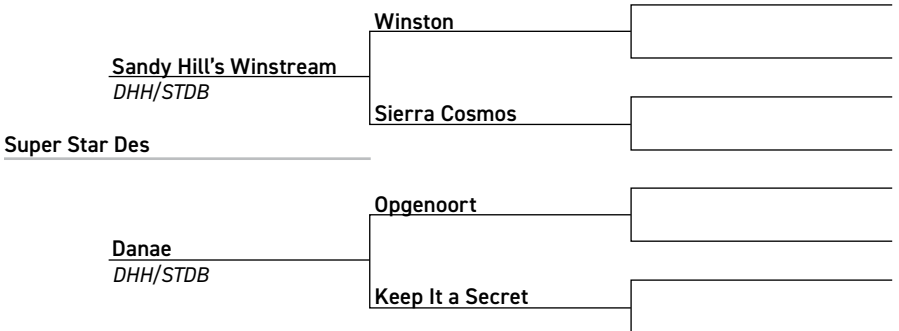 Winston
Sandy Hill's Winstream
DHH/STDB
Sierra Cosmos
Super Star Des
Opgenoort
Danae
DHH/STDB
Keep It a Secret